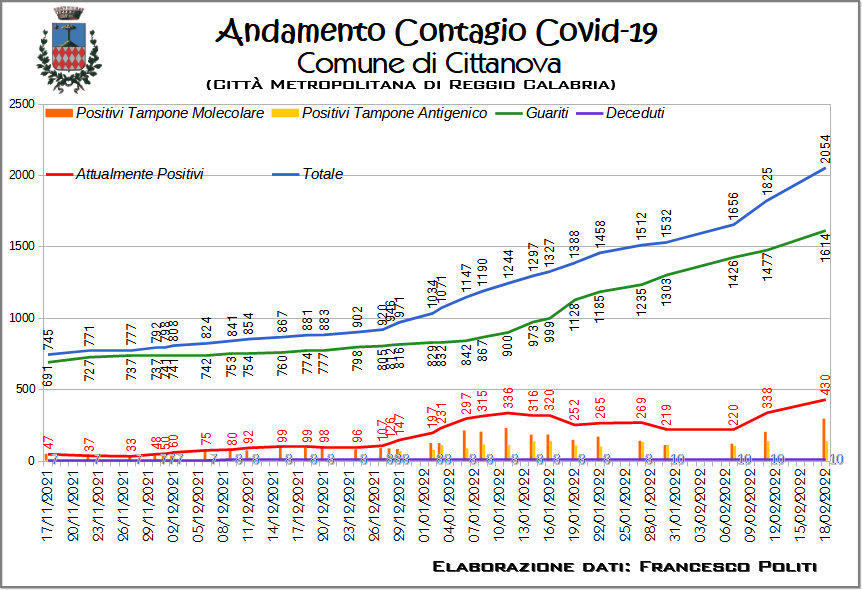 Andamento Contagio Covid-19
Comune di Cittanova
(Città Metropolitana di Reggio Calabria)
Positivi Tampone Molecolare Positivi Tampone Antigenico Guariti Deceduti
Attualmente Positivi Totale
2500
2000
1500
1000
500
0
745 771 777 792 798 808 824 841 854 867 881 883 902 920 946 971 1034 1071 1147 1190 1244 1297 1327 1388 1458 1512 1532 1656 1825 2054
691 727 737 737 741 741 742 753 754 760 774 777 798 805 812 816 829 832 842 867 900 973 999 1128 1185 1235 1303 1426 1477 1614
47 37 33 48 50 60 75 80 92 99 99 98 96 107 126 147 197 231 297 315 336 316 320 252 265 269 219 220 338 430
10
17/11/2021 20/11/2021 23/11/2021 26/11/2021 29/11/2021 02/12/2021 05/12/2021 08/12/2021 11/12/2021 14/12/2021 17/12/2021 20/12/2021 23/12/2021 26/12/2021 29/12/2021 01/01/2022 04/01/2022 07/01/2022 10/01/2022 13/01/2022 16/01/2022 19/01/2022 22/01/2022 25/01/2022 28/01/2022 31/01/2022 03/02/2022 06/02/2022 09/02/2022 12/02/2022 15/02/2022 18/02/2022
Elaborazione dati: Francesco Politi